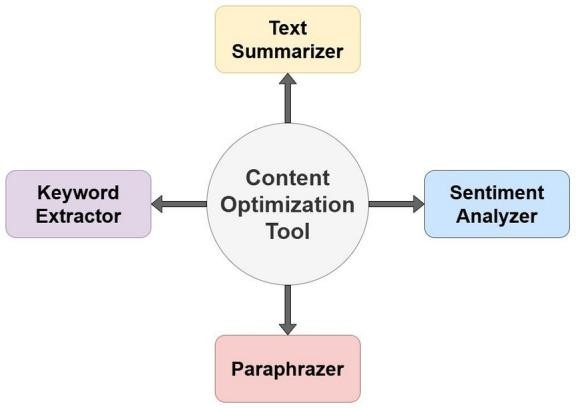 Text
Summarizer
Keyword
Extractor
Content
Optimization
Tool
Sentiment
Analyzer
Paraphrazer